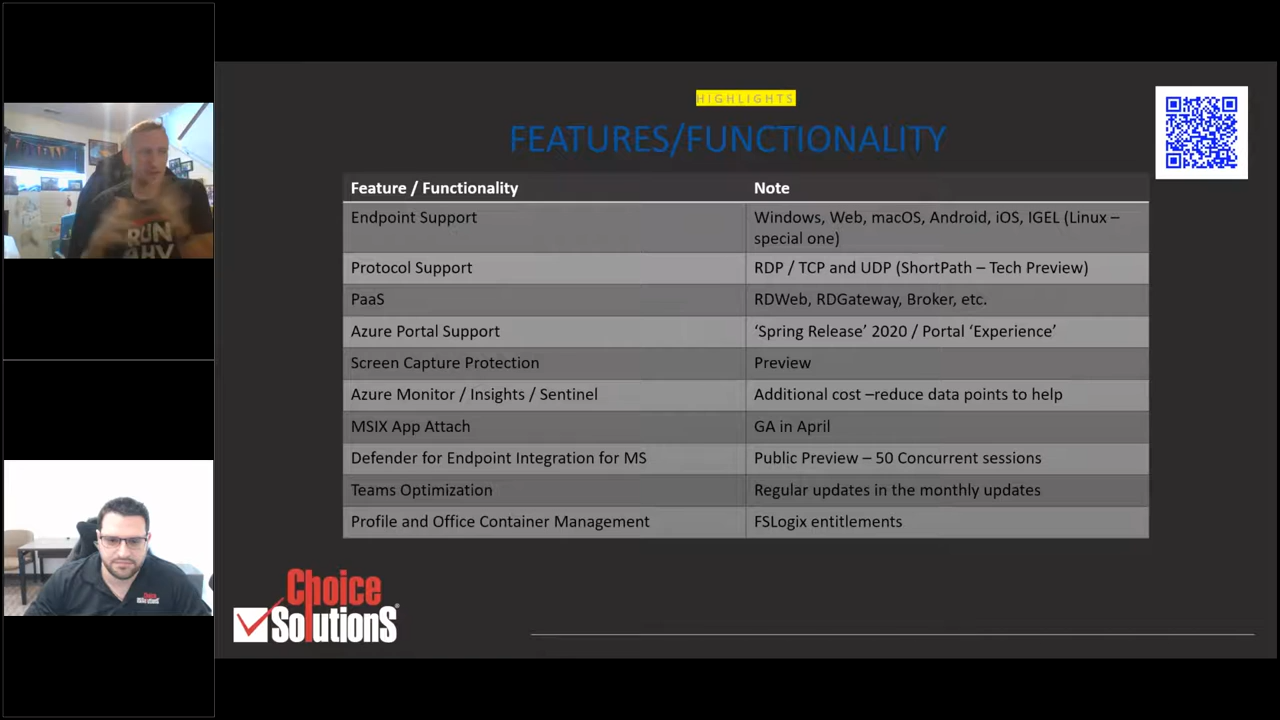 HIGHLIGHTS
FEATURES/FUNCTIONALITY
Feature / Functionality Note
Endpoint Support Windows, Web, macOS, Android, iOS, IGEL (Linux –
special one)
Protocol Support RDP / TCP and UDP (ShortPath – Tech Preview)
PaaS RDWeb, RDGateway, Broker, etc.
Azure Portal Support ‘Spring Release’ 2020 / Portal ‘Experience’
Screen Capture Protection Preview
Azure Monitor / Insights / Sentinel Additional cost –reduce data points to help
MSIX App Attach GA in April
Defender for Endpoint Integration for MS Public Preview – 50 Concurrent sessions
Teams Optimization Regular updates in the monthly updates
Profile and Office Container Management FSLogix entitlements
Choice
Solutions®
RUN
AHV
Choice
Solutions